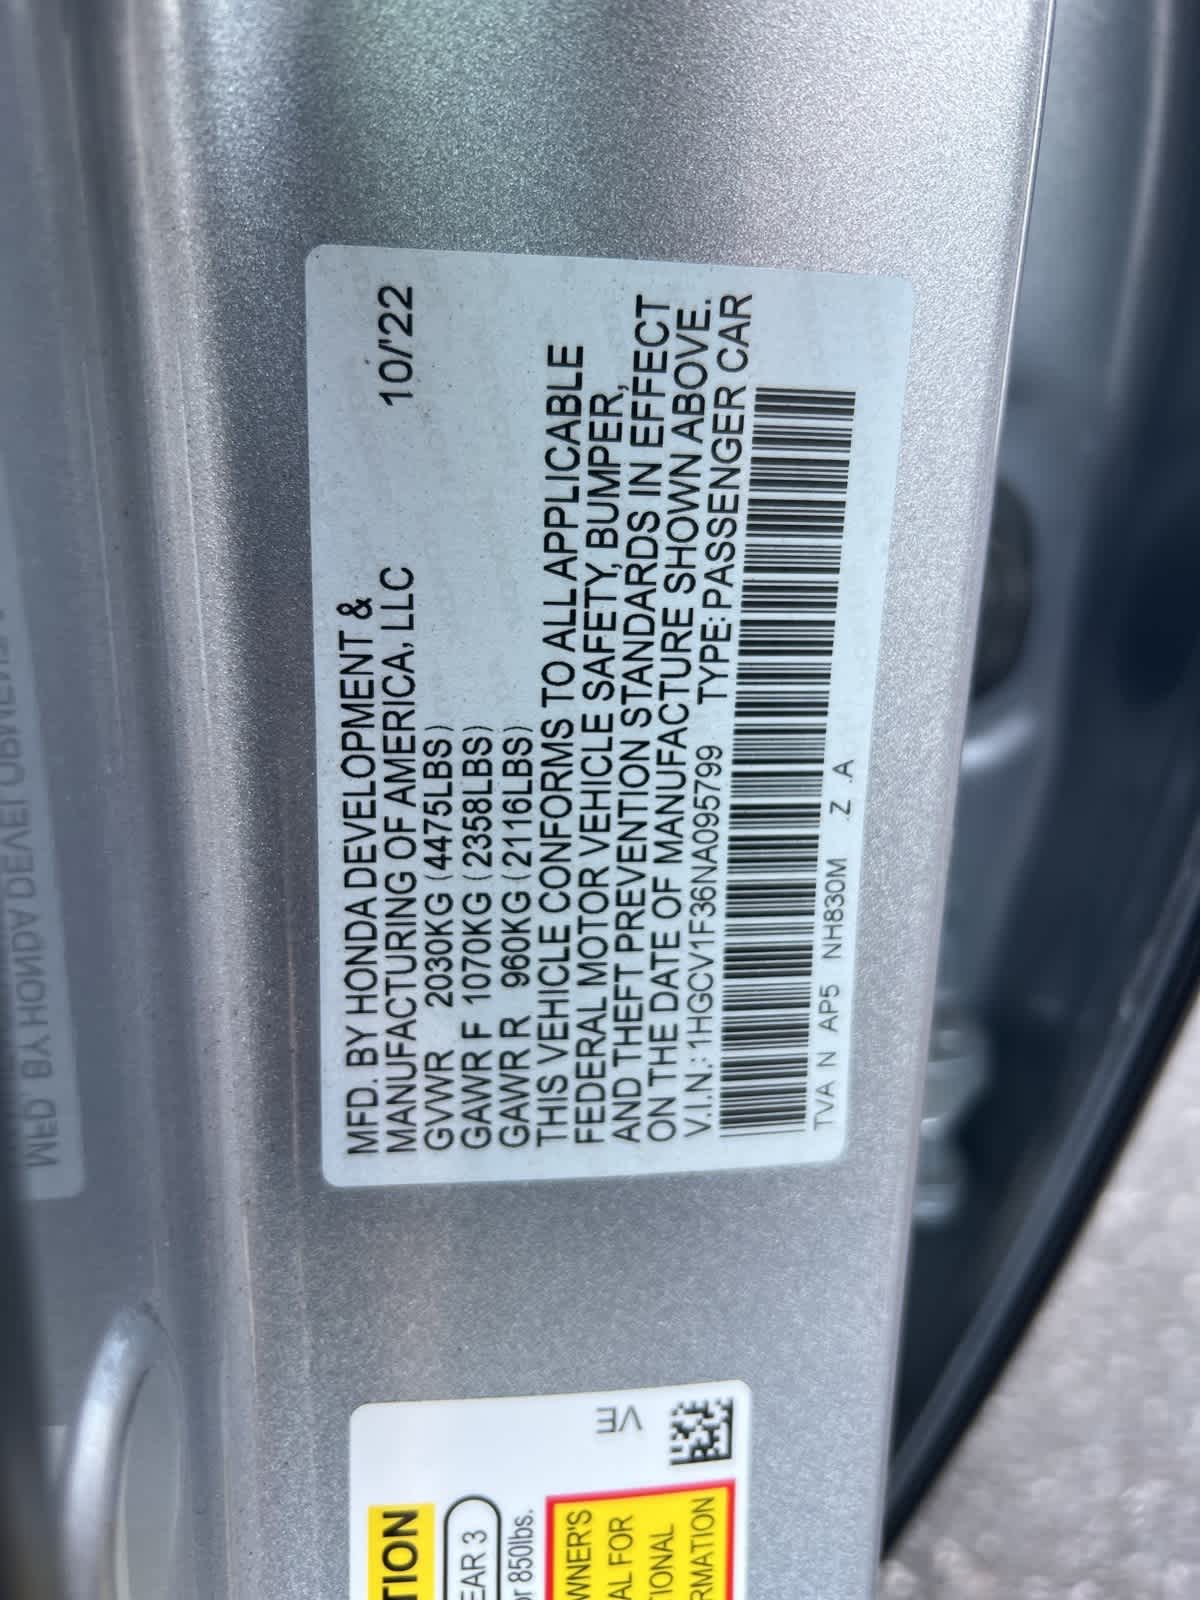 MFD. BY HONDA DEVELOPMENT &
MANUFACTURING OF AMERICA, LLC 10/'22
GVWR 2030KG (4475LBS)
GAWR F 1070KG (2358LBS)
GAWR R 960KG (2116LBS)
THIS VEHICLE CONFORMS TO ALL APPLICABLE
FEDERAL MOTOR VEHICLE SAFETY, BUMPER,
AND THEFT PREVENTION STANDARDS IN EFFECT
ON THE DATE OF MANUFACTURE SHOWN ABOVE.
V.I.N.: 1HGCV1F36NA095799 TYPE: PASSENGER CAR
TVA N AP5 NH830M Z .A
VE
TION
EAR 3
or 850lbs.
WNER'S
AL FOR
TIONAL
RMATION
MFD. BY HONDA DEVELOPMENT